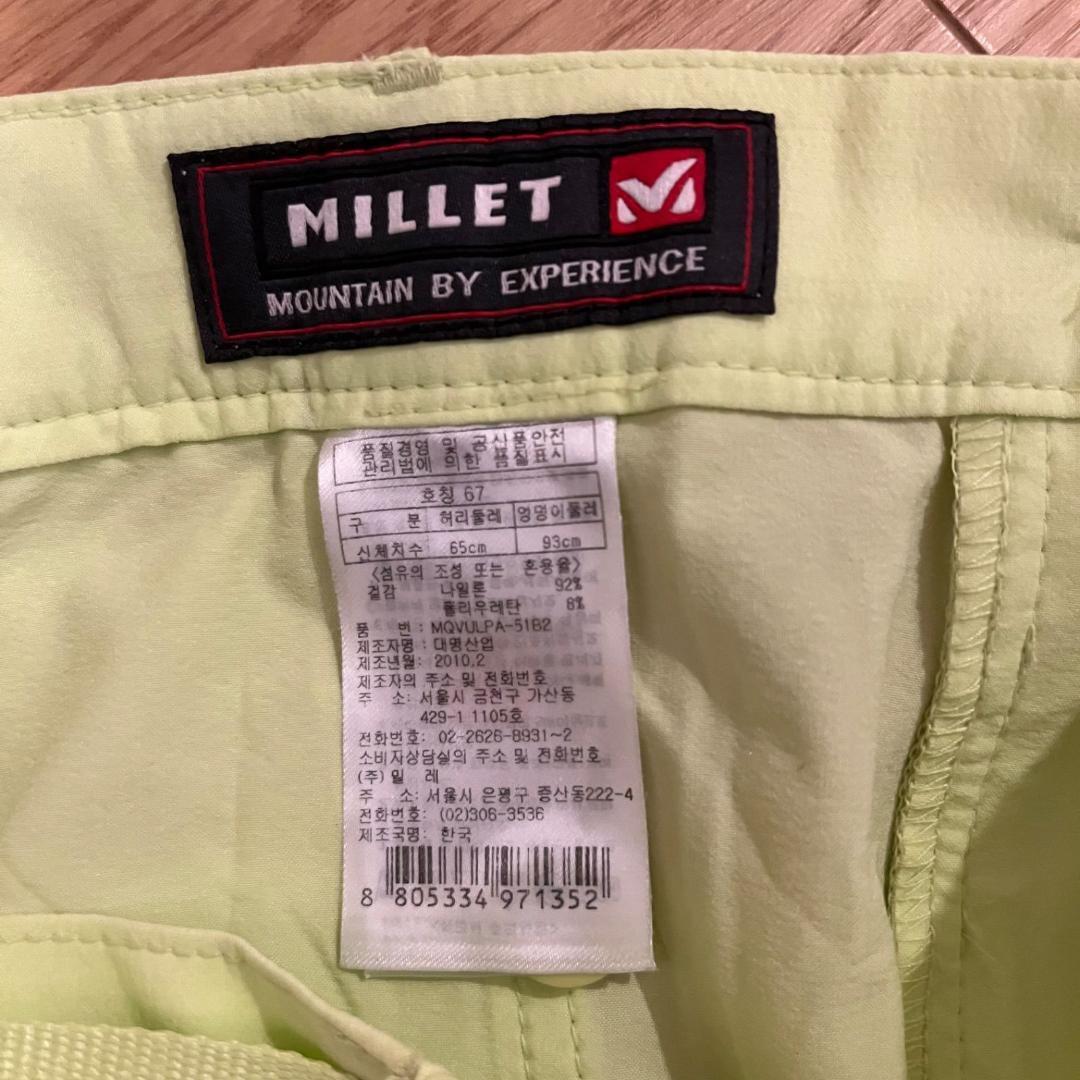 MILLET
MOUNTAIN BY EXPERIENCE
품질경영 및 공산품안전
관리법에 의한 품질표시
호칭 67
구 분 허리둘레 엉덩이둘레
신체치수 65cm 93cm
<섬유의 조성 또는 혼용율>
겉감 나일론 92%
폴리우레탄 8%
품 번: MQVULPA-51B2
제조자명: 대명산업
제조년월: 2010.2
제조자의 주소 및 전화번호
주 소: 서울시 금천구 가산동
429-1 1105호
전화번호: 02-2626-8931~2
소비자상담실의 주소 및 전화번호
(주) 밀 레
주 소: 서울시 은평구 증산동222-4
전화번호: (02)306-3536
제조국명: 한국
8 805334 971352